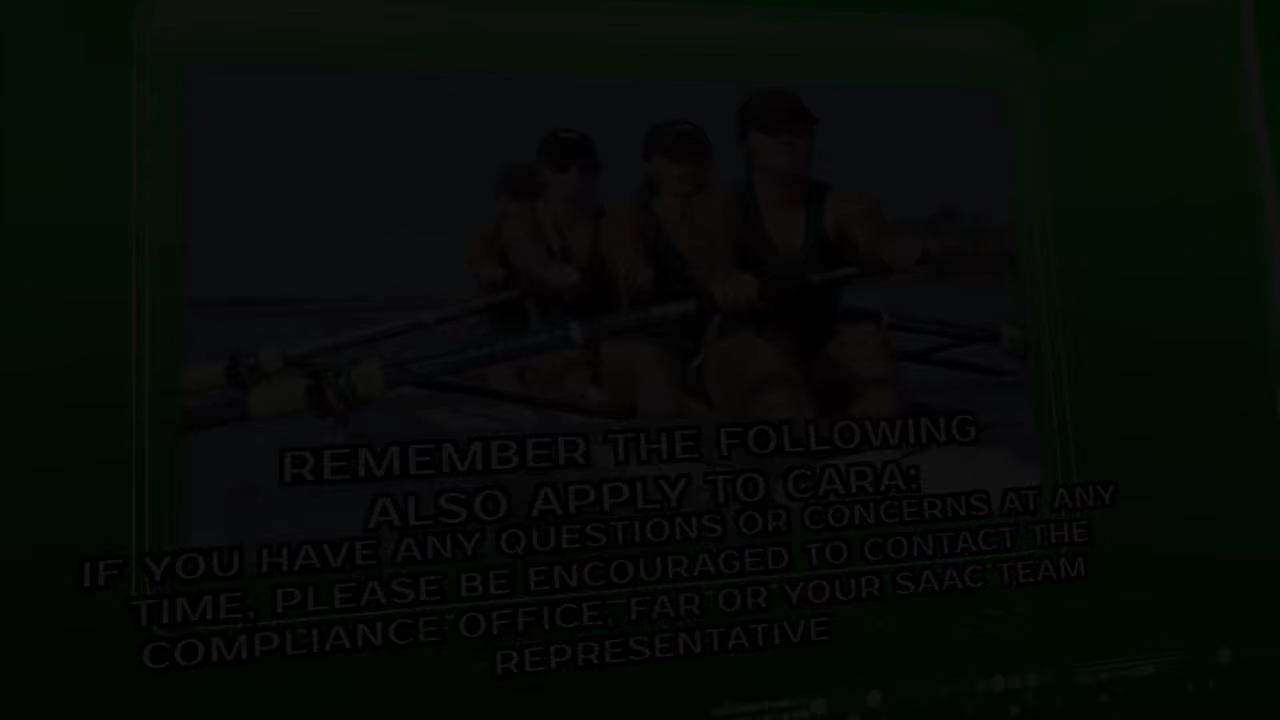 REMEMBER THE FOLLOWING
ALSO APPLY TO CARA:
IF YOU HAVE ANY QUESTIONS OR CONCERNS AT ANY
TIME, PLEASE BE ENCOURAGED TO CONTACT THE
COMPLIANCE OFFICE, FAR OR YOUR SAAC TEAM
REPRESENTATIVE